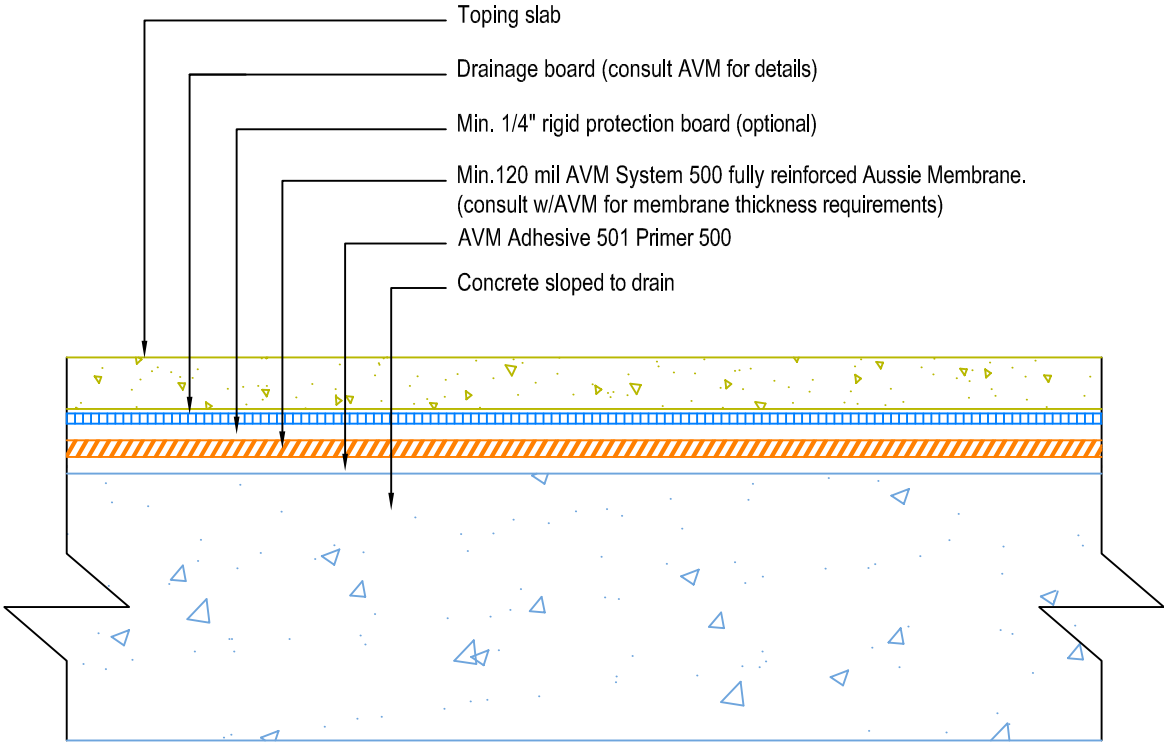 Toping slab
Drainage board (consult AVM for details)
Min. 1/4" rigid protection board (optional)
Min.120 mil AVM System 500 fully reinforced Aussie Membrane.
(consult w/AVM for membrane thickness requirements)
AVM Adhesive 501 Primer 500
Concrete sloped to drain